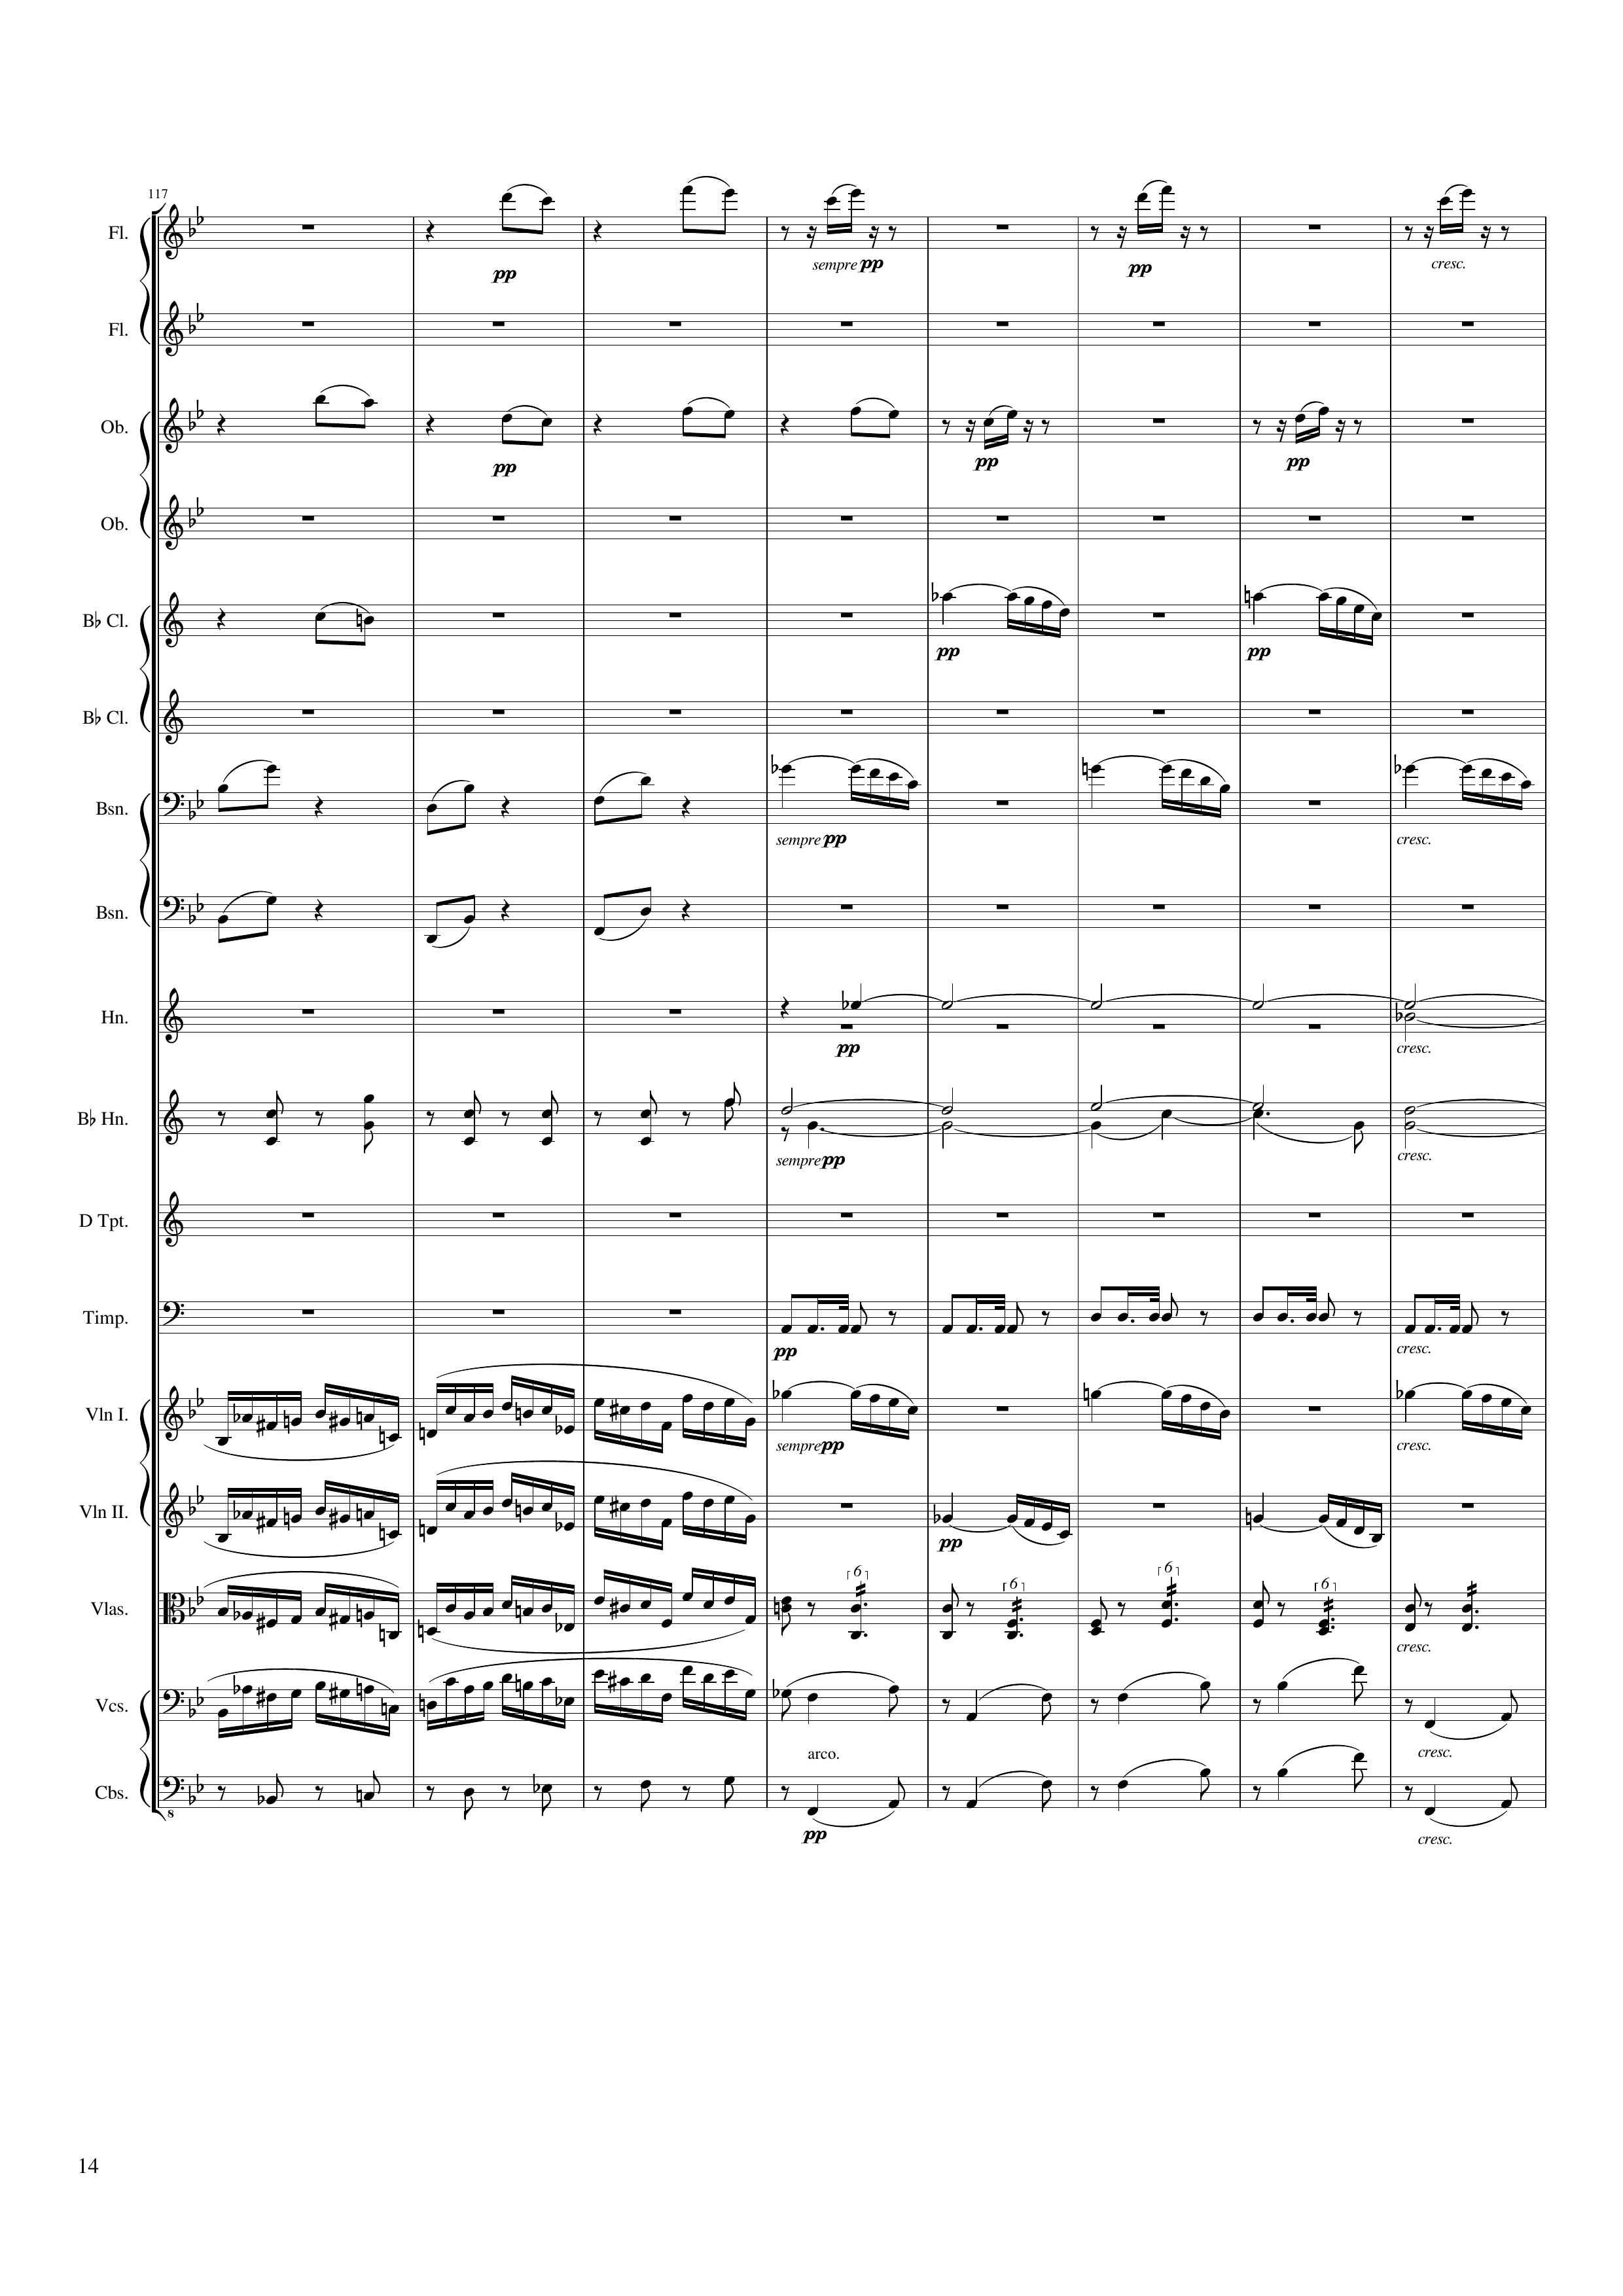 117
Fl.
pp
sempre pp
pp
cresc.
Fl.
Ob.
pp
pp
pp
Ob.
B♭ Cl.
pp
pp
B♭ Cl.
Bsn.
sempre pp
cresc.
Bsn.
Hn.
pp
cresc.
B♭ Hn.
sempre pp
cresc.
D Tpt.
Timp.
pp
cresc.
Vln I.
sempre pp
cresc.
Vln II.
pp
6
6
6
6
Vlas.
cresc.
Vcs.
cresc.
arco.
Cbs.
8
pp
cresc.
14